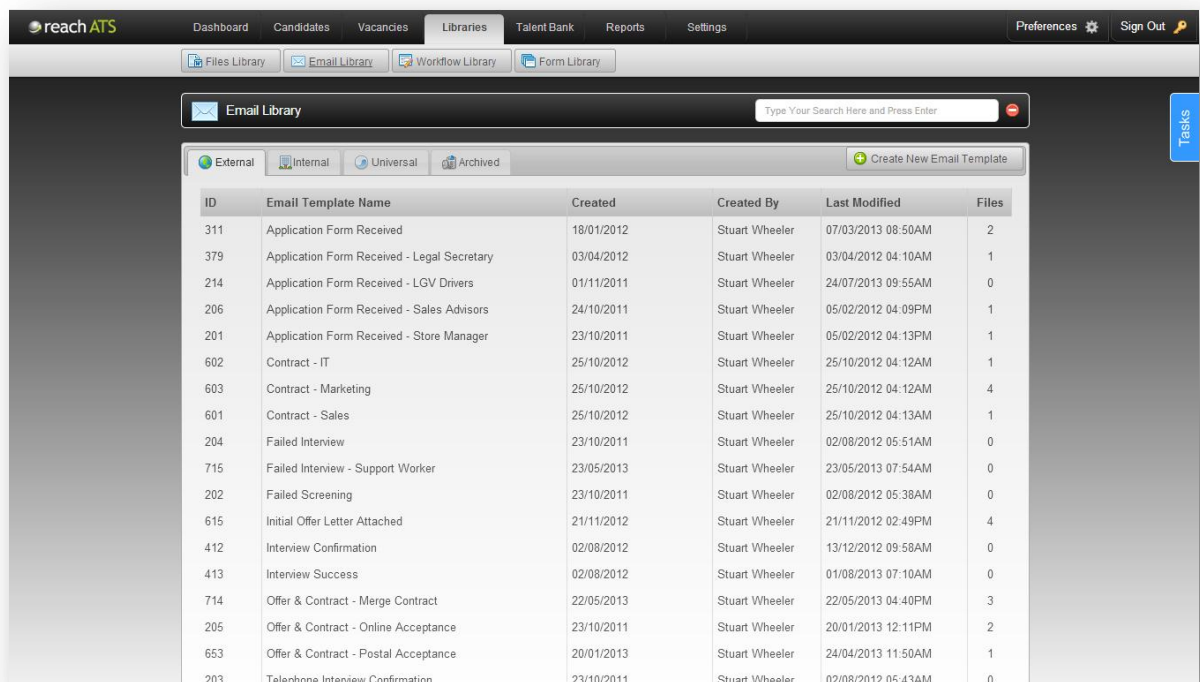 reach ATS Dashboard Candidates Vacancies Libraries Talent Bank Reports Settings Preferences Sign Out
Files Library Email Library Workflow Library Form Library
Email Library Type Your Search Here and Press Enter
Tasks
External Internal Universal Archived Create New Email Template
ID Email Template Name Created Created By Last Modified Files
311 Application Form Received 18/01/2012 Stuart Wheeler 07/03/2013 08:50AM 2
379 Application Form Received - Legal Secretary 03/04/2012 Stuart Wheeler 03/04/2012 04:10AM 1
214 Application Form Received - LGV Drivers 01/11/2011 Stuart Wheeler 24/07/2013 09:55AM 0
206 Application Form Received - Sales Advisors 24/10/2011 Stuart Wheeler 05/02/2012 04:09PM 1
201 Application Form Received - Store Manager 23/10/2011 Stuart Wheeler 05/02/2012 04:13PM 1
602 Contract - IT 25/10/2012 Stuart Wheeler 25/10/2012 04:12AM 1
603 Contract - Marketing 25/10/2012 Stuart Wheeler 25/10/2012 04:12AM 4
601 Contract - Sales 25/10/2012 Stuart Wheeler 25/10/2012 04:13AM 1
204 Failed Interview 23/10/2011 Stuart Wheeler 02/08/2012 05:51AM 0
715 Failed Interview - Support Worker 23/05/2013 Stuart Wheeler 23/05/2013 07:54AM 0
202 Failed Screening 23/10/2011 Stuart Wheeler 02/08/2012 05:38AM 0
615 Initial Offer Letter Attached 21/11/2012 Stuart Wheeler 21/11/2012 02:49PM 4
412 Interview Confirmation 02/08/2012 Stuart Wheeler 13/12/2012 09:58AM 0
413 Interview Success 02/08/2012 Stuart Wheeler 01/08/2013 07:10AM 0
714 Offer & Contract - Merge Contract 22/05/2013 Stuart Wheeler 22/05/2013 04:40PM 3
205 Offer & Contract - Online Acceptance 23/10/2011 Stuart Wheeler 20/01/2013 12:11PM 2
653 Offer & Contract - Postal Acceptance 20/01/2013 Stuart Wheeler 24/04/2013 11:50AM 1
203 Telephone Interview Confirmation 23/10/2011 Stuart Wheeler 02/08/2012 05:43AM 0